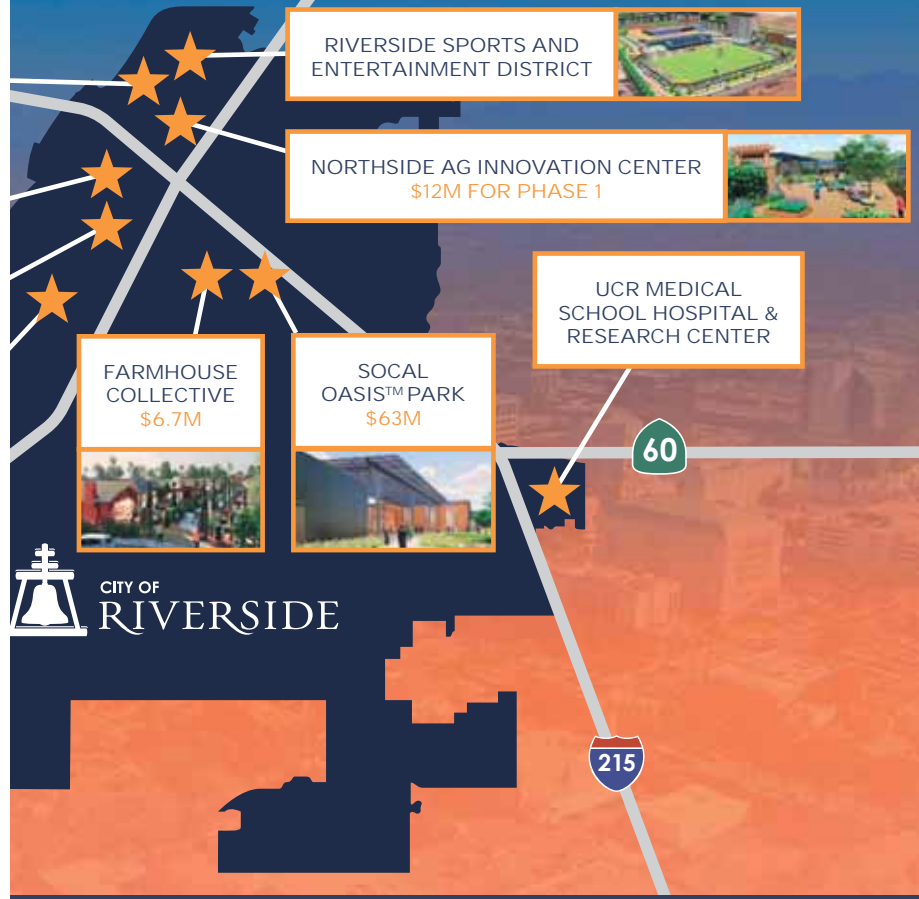 RIVERSIDE SPORTS AND
ENTERTAINMENT DISTRICT
NORTHSIDE AG INNOVATION CENTER
$12M FOR PHASE 1
UCR MEDICAL
SCHOOL HOSPITAL &
RESEARCH CENTER
FARMHOUSE
COLLECTIVE
$6.7M
SOCAL
OASIS™ PARK
$63M
60
CITY OF
RIVERSIDE
215